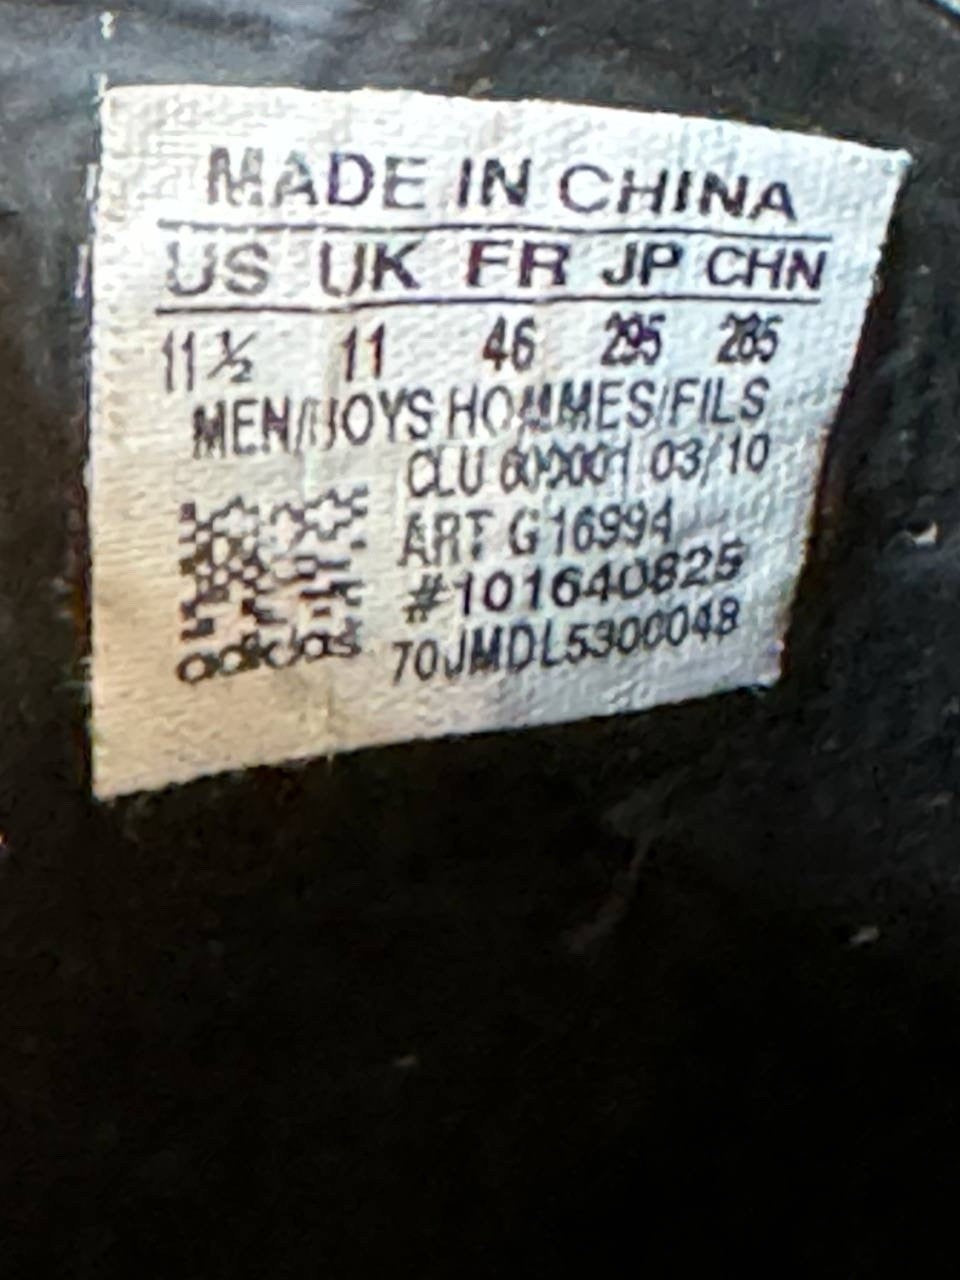 MADE IN CHINA
US UK FR JP CHN
11½ 11 46 295 285
MEN/BOYS HOMMES/FILS
CLU 600001 03/10
ART G16994
#101640825
adidas 70JMDL5300048